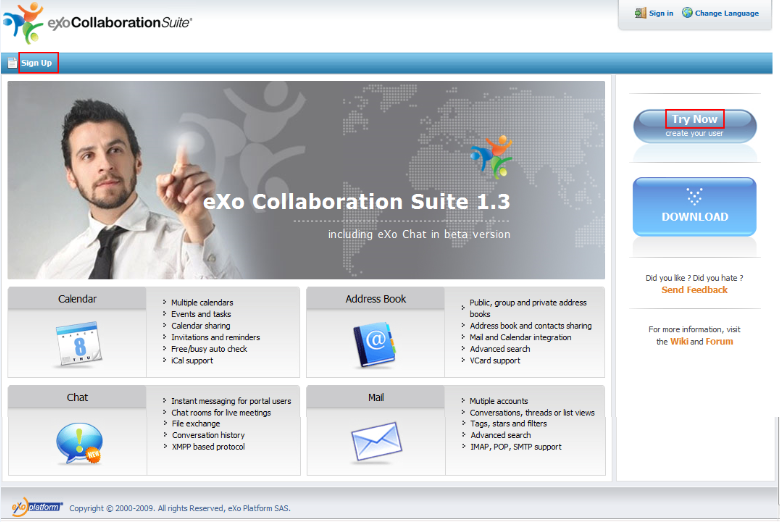 eXoCollaborationSuite®
Sign in Change Language
Sign Up
eXo Collaboration Suite 1.3
including eXo Chat in beta version
Try Now
create your user
DOWNLOAD
Did you like ? Did you hate ?
Send Feedback
For more information, visit
the Wiki and Forum
Calendar
8
THU
Multiple calendars
Events and tasks
Calendar sharing
Invitations and reminders
Free/busy auto check
iCal support
Address Book
@
Public, group and private address
books
Address book and contacts sharing
Mail and Calendar integration
Advanced search
VCard support
Chat
NEW
Instant messaging for portal users
Chat rooms for live meetings
File exchange
Conversation history
XMPP based protocol
Mail
Mutiple accounts
Conversations, threads or list views
Tags, stars and filters
Advanced search
IMAP, POP, SMTP support
eXo platform Copyright © 2000-2009. All rights Reserved, eXo Platform SAS.